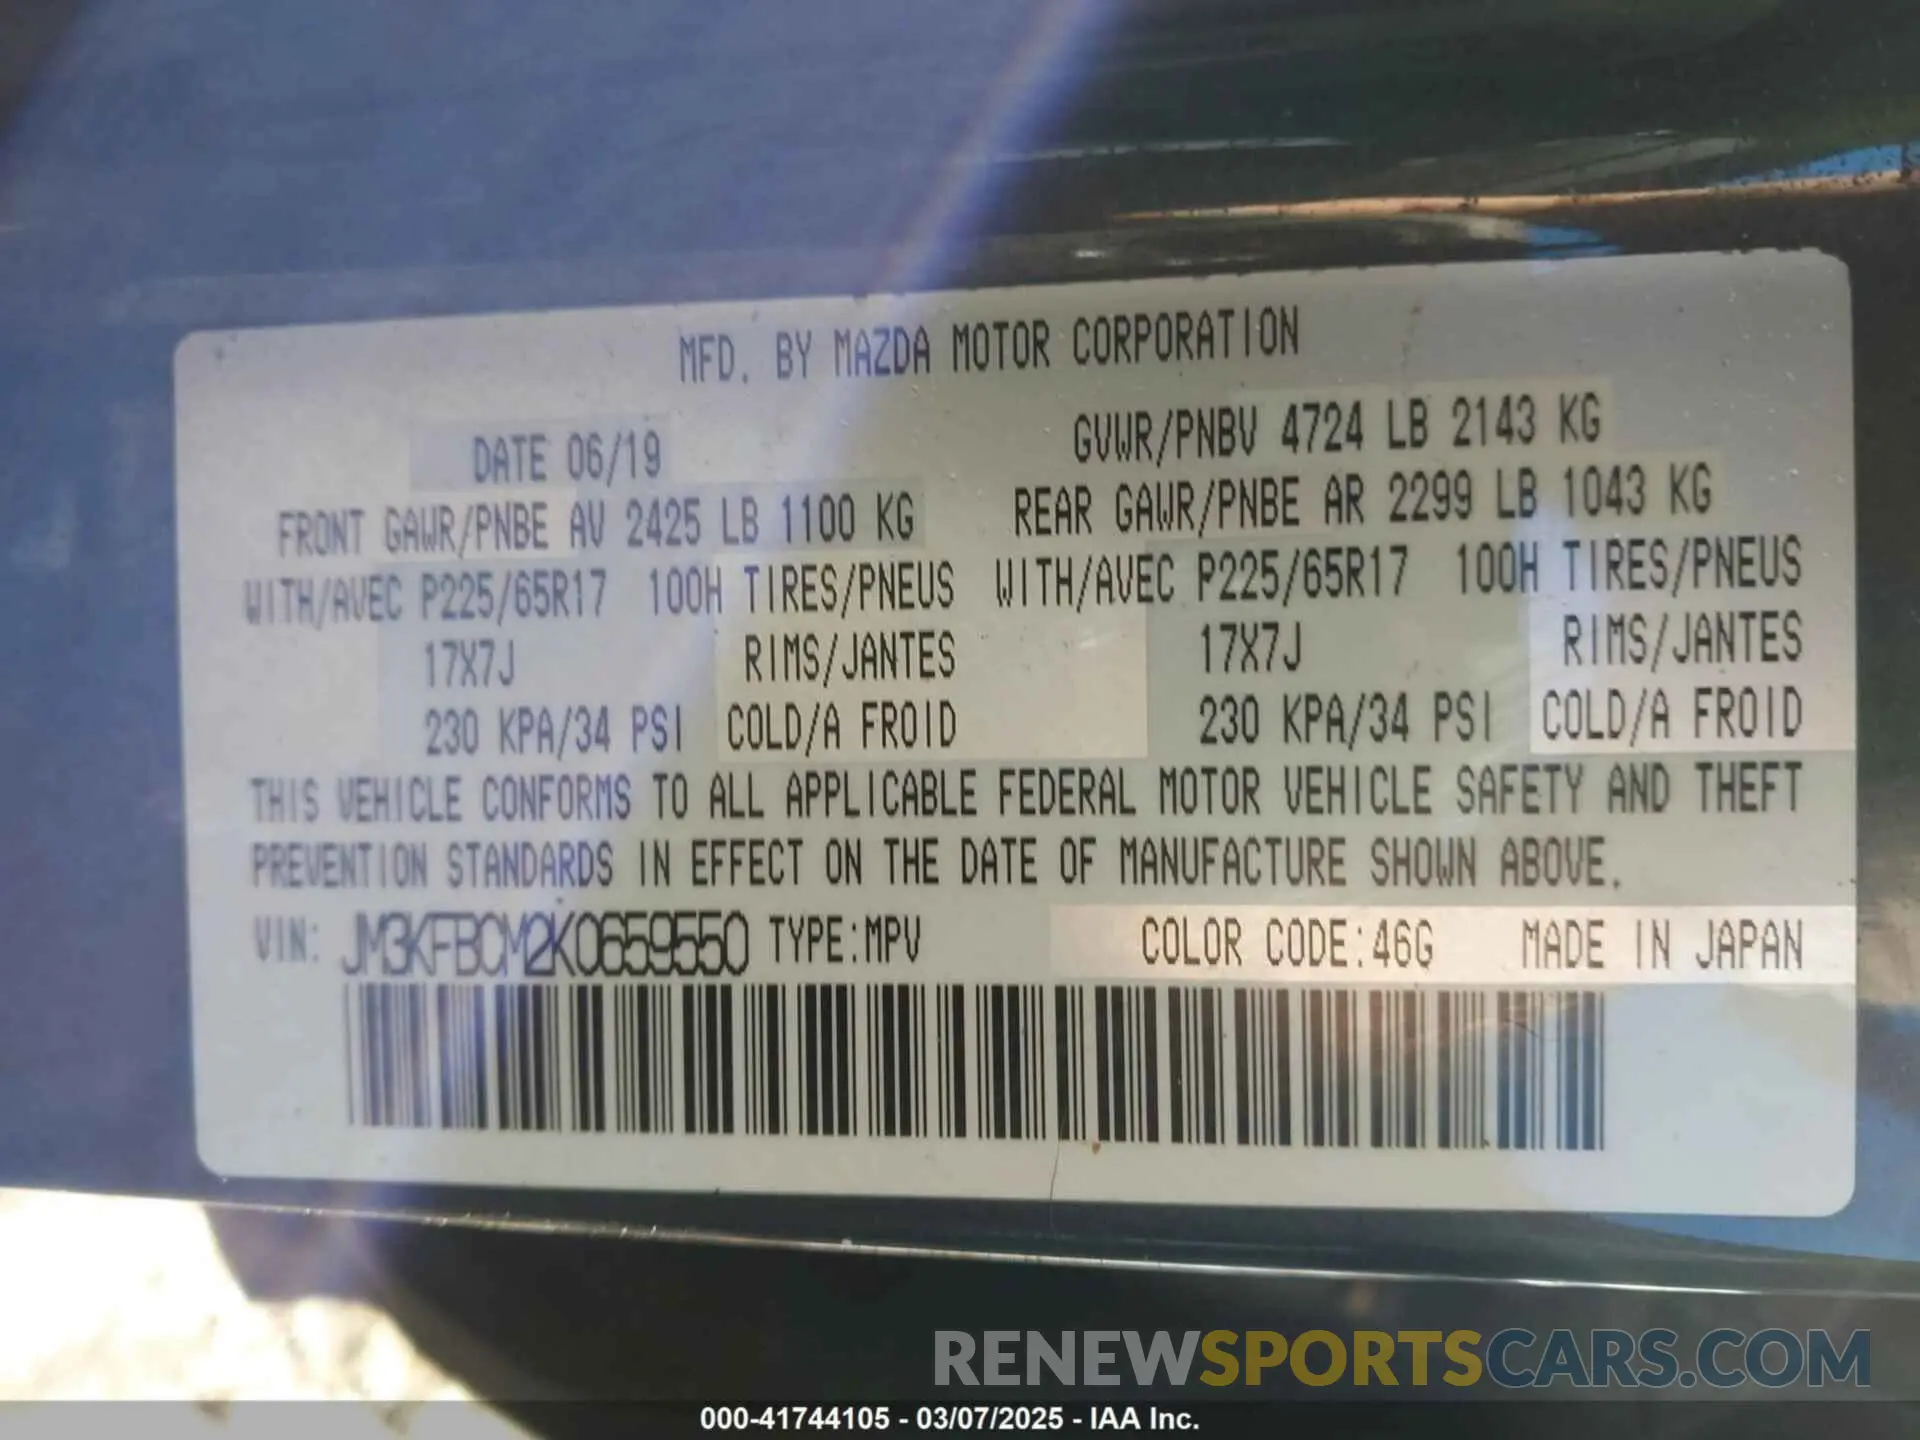 MFD. BY MAZDA MOTOR CORPORATION
DATE 06/19 GVWR/PNBV 4724 LB 2143 KG
FRONT GAWR/PNBE AV 2425 LB 1100 KG REAR GAWR/PNBE AR 2299 LB 1043 KG
WITH/AVEC P225/65R17 100H TIRES/PNEUS WITH/AVEC P225/65R17 100H TIRES/PNEUS
17X7J RIMS/JANTES 17X7J RIMS/JANTES
230 KPA/34 PSI COLD/A FROID 230 KPA/34 PSI COLD/A FROID
THIS VEHICLE CONFORMS TO ALL APPLICABLE FEDERAL MOTOR VEHICLE SAFETY AND THEFT
PREVENTION STANDARDS IN EFFECT ON THE DATE OF MANUFACTURE SHOWN ABOVE.
VIN: JM3KFBCM2K0659550 TYPE:MPV COLOR CODE:46G MADE IN JAPAN
RENEWSPORTSCARS.COM
000-41744105 - 03/07/2025 - IAA Inc.